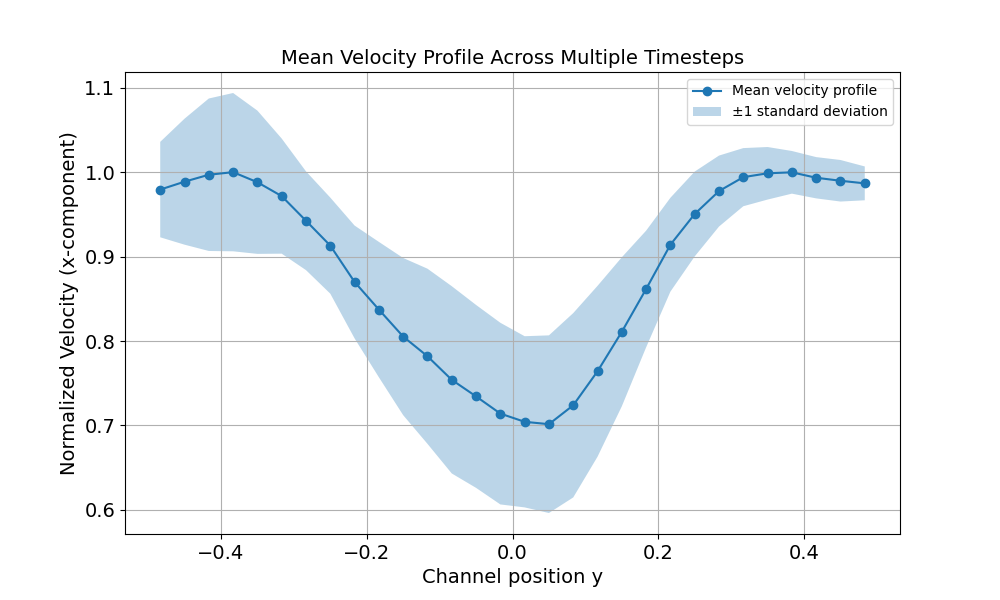 Mean Velocity Profile Across Multiple Timesteps
Mean velocity profile
±1 standard deviation
Normalized Velocity (x-component)
1.1
1.0
0.9
0.8
0.7
0.6
−0.4
−0.2
0.0
0.2
0.4
Channel position y